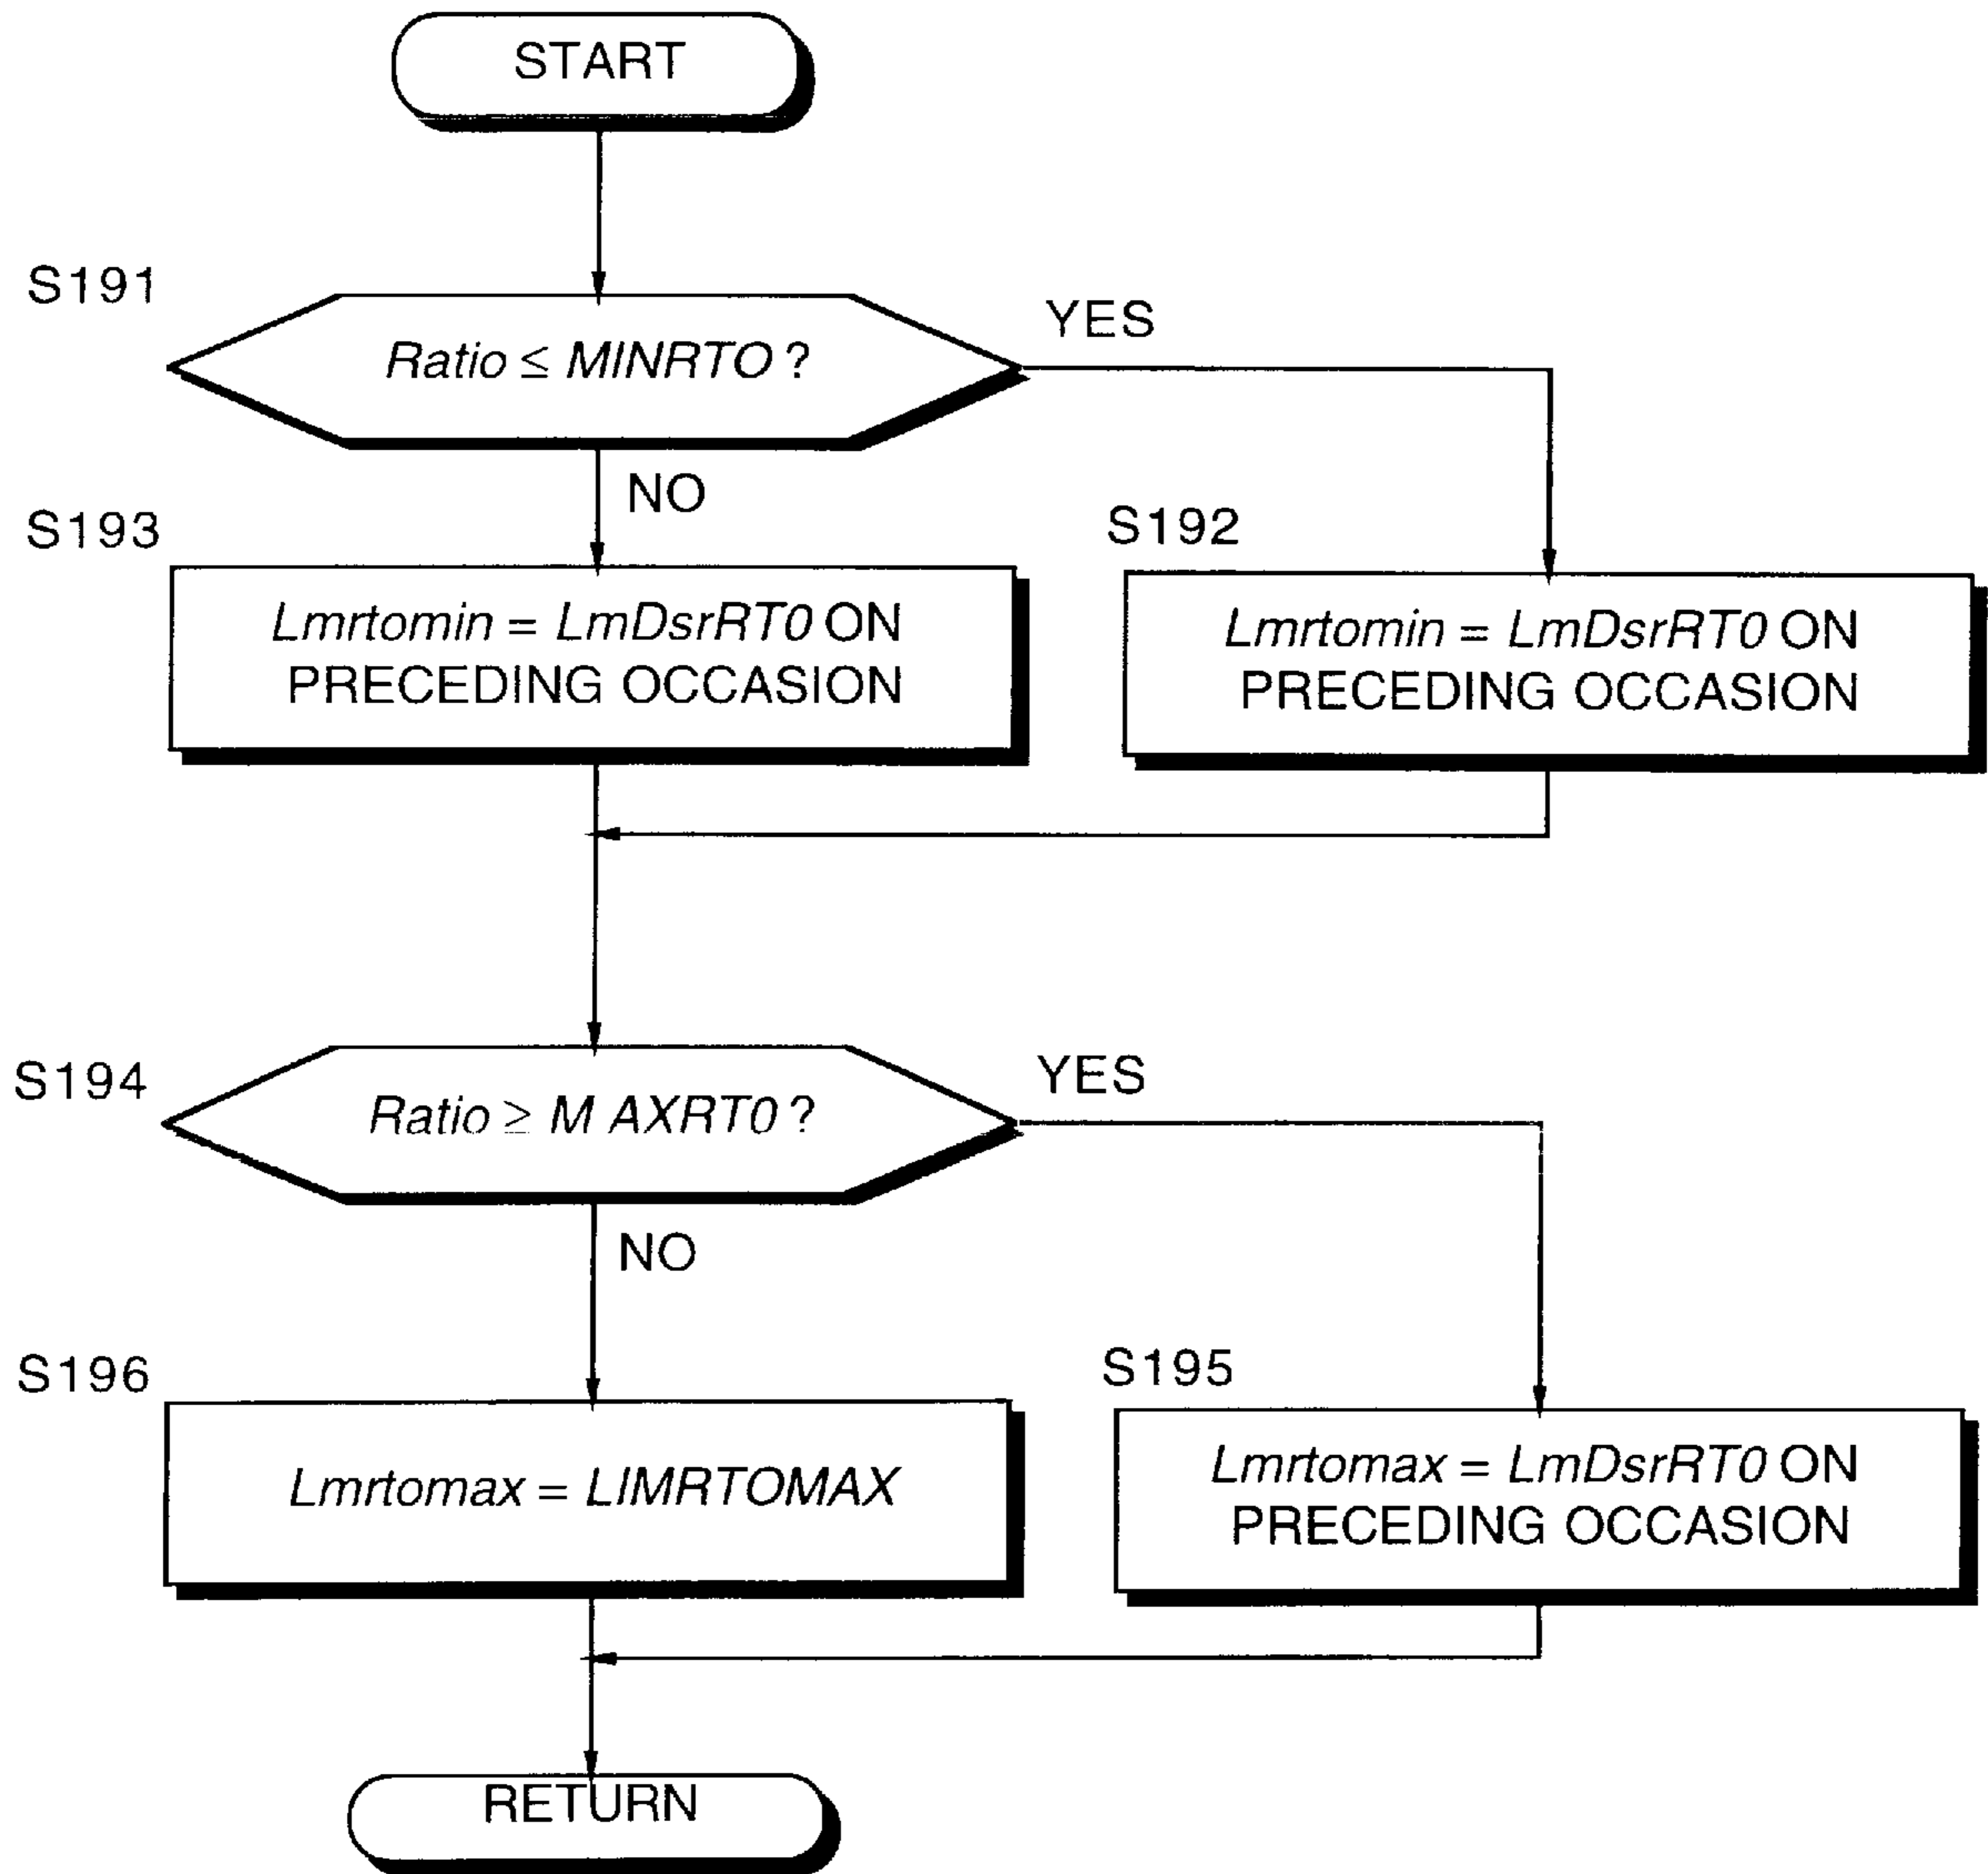 START
S191
Ratio ≤ MINRTO ?
YES
NO
S193
Lmrtomin = LmDsrRT0 ON
PRECEDING OCCASION
S192
Lmrtomin = LmDsrRT0 ON
PRECEDING OCCASION
S194
Ratio ≥ M AXRT0 ?
YES
NO
S196
Lmrtomax = LIMRTOMAX
S195
Lmrtomax = LmDsrRT0 ON
PRECEDING OCCASION
RETURN